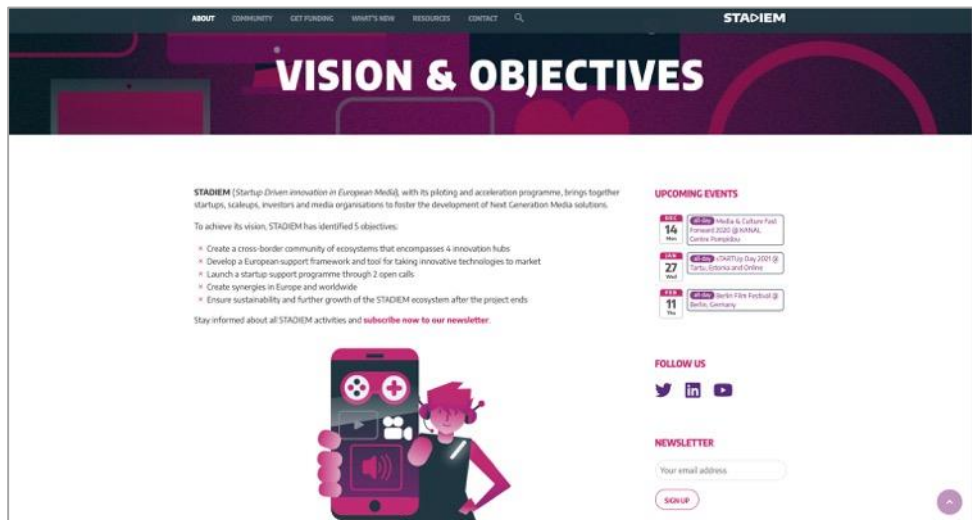 ABOUT COMMUNITY GET FUNDING WHAT'S NEW RESOURCES CONTACT
STADIEM
VISION & OBJECTIVES
STADIEM (Startup Driven innovation in European Media), with its piloting and acceleration programme, brings together
startups, scaleups, investors and media organisations to foster the development of Next Generation Media solutions.
To achieve its vision, STADIEM has identified 5 objectives:
× Create a cross-border community of ecosystems that encompasses 4 innovation hubs
× Develop a European support framework and tool for taking innovative technologies to market
× Launch a startup support programme through 2 open calls
× Create synergies in Europe and worldwide
× Ensure sustainability and further growth of the STADIEM ecosystem after the project ends
Stay informed about all STADIEM activities and subscribe now to our newsletter.
UPCOMING EVENTS
DEC
14
Mon
all-day Media & Culture Fast
Forward 2020 @ KANAL
Centre Pompidou
JAN
27
Wed
all-day sTARTUp Day 2021 @
Tartu, Estonia and Online
FEB
11
Thu
all-day Berlin Film Festival @
Berlin, Germany
FOLLOW US
in
NEWSLETTER
Your email address
SIGN UP